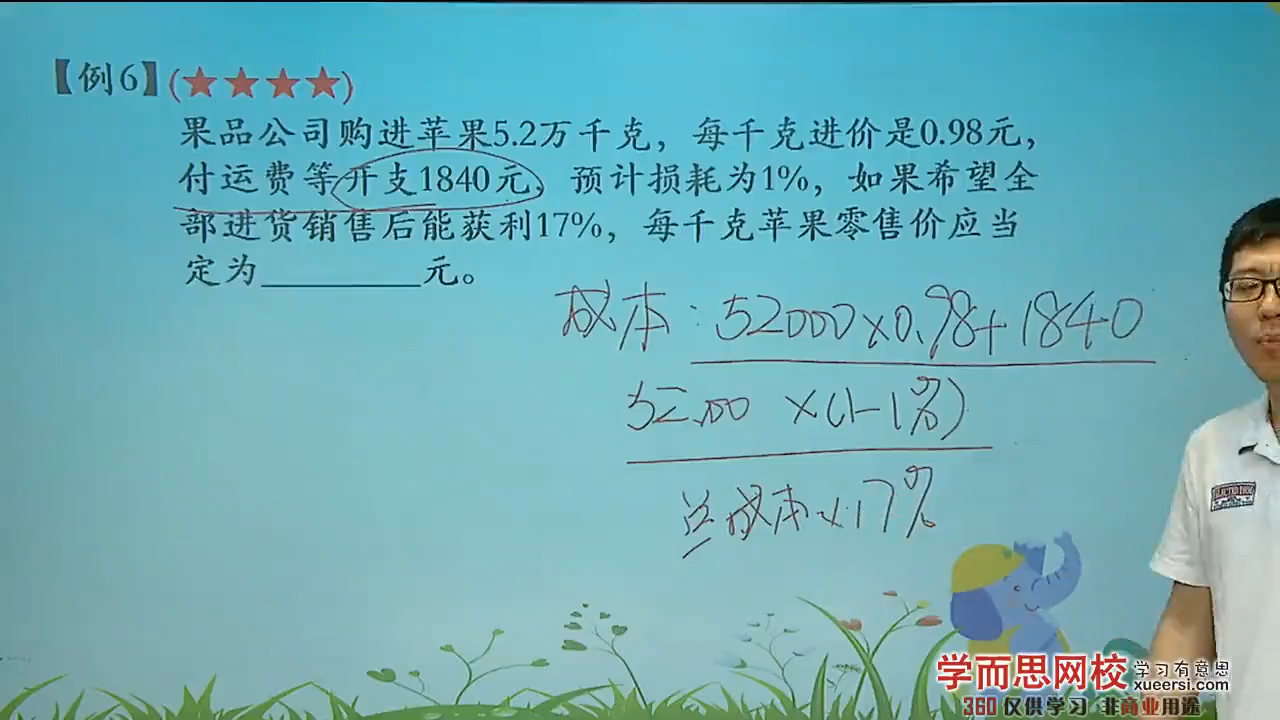 【例6】(★★★★)
果品公司购进苹果5.2万千克，每千克进价是0.98元，
付运费等开支1840元，预计损耗为1%，如果希望全
部进货销售后能获利17%，每千克苹果零售价应当
定为________元。
成本：52000×0.98+1840
52000 ×(1-1%)
总成本×17%
学而思网校 学习有意思
xueersi.com
360 仅供学习 非商业用途